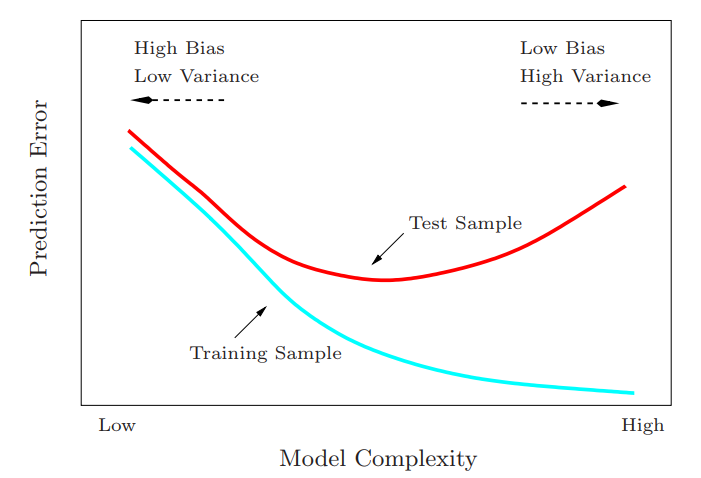 High Bias
Low Variance
Low Bias
High Variance
Prediction Error
Test Sample
Training Sample
Low
High
Model Complexity